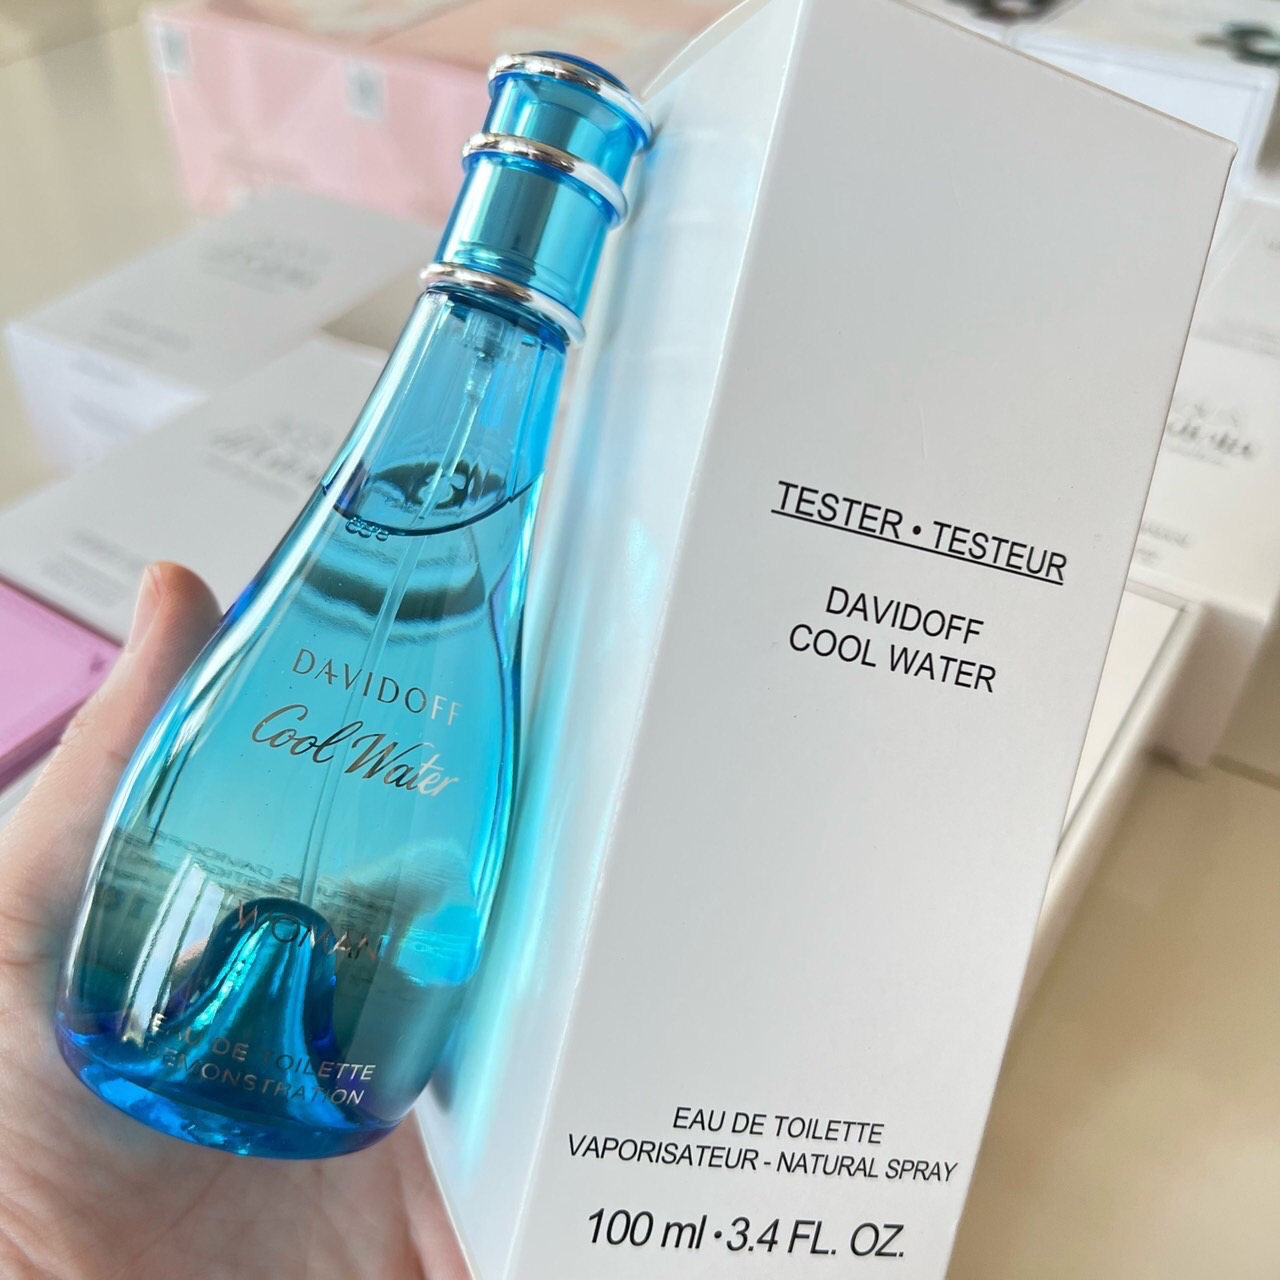 DAVIDOFF
Cool Water
WOMAN
EAU DE TOILETTE
DEMONSTRATION
TESTER • TESTEUR
DAVIDOFF
COOL WATER
EAU DE TOILETTE
VAPORISATEUR - NATURAL SPRAY
100 ml • 3.4 FL. OZ.